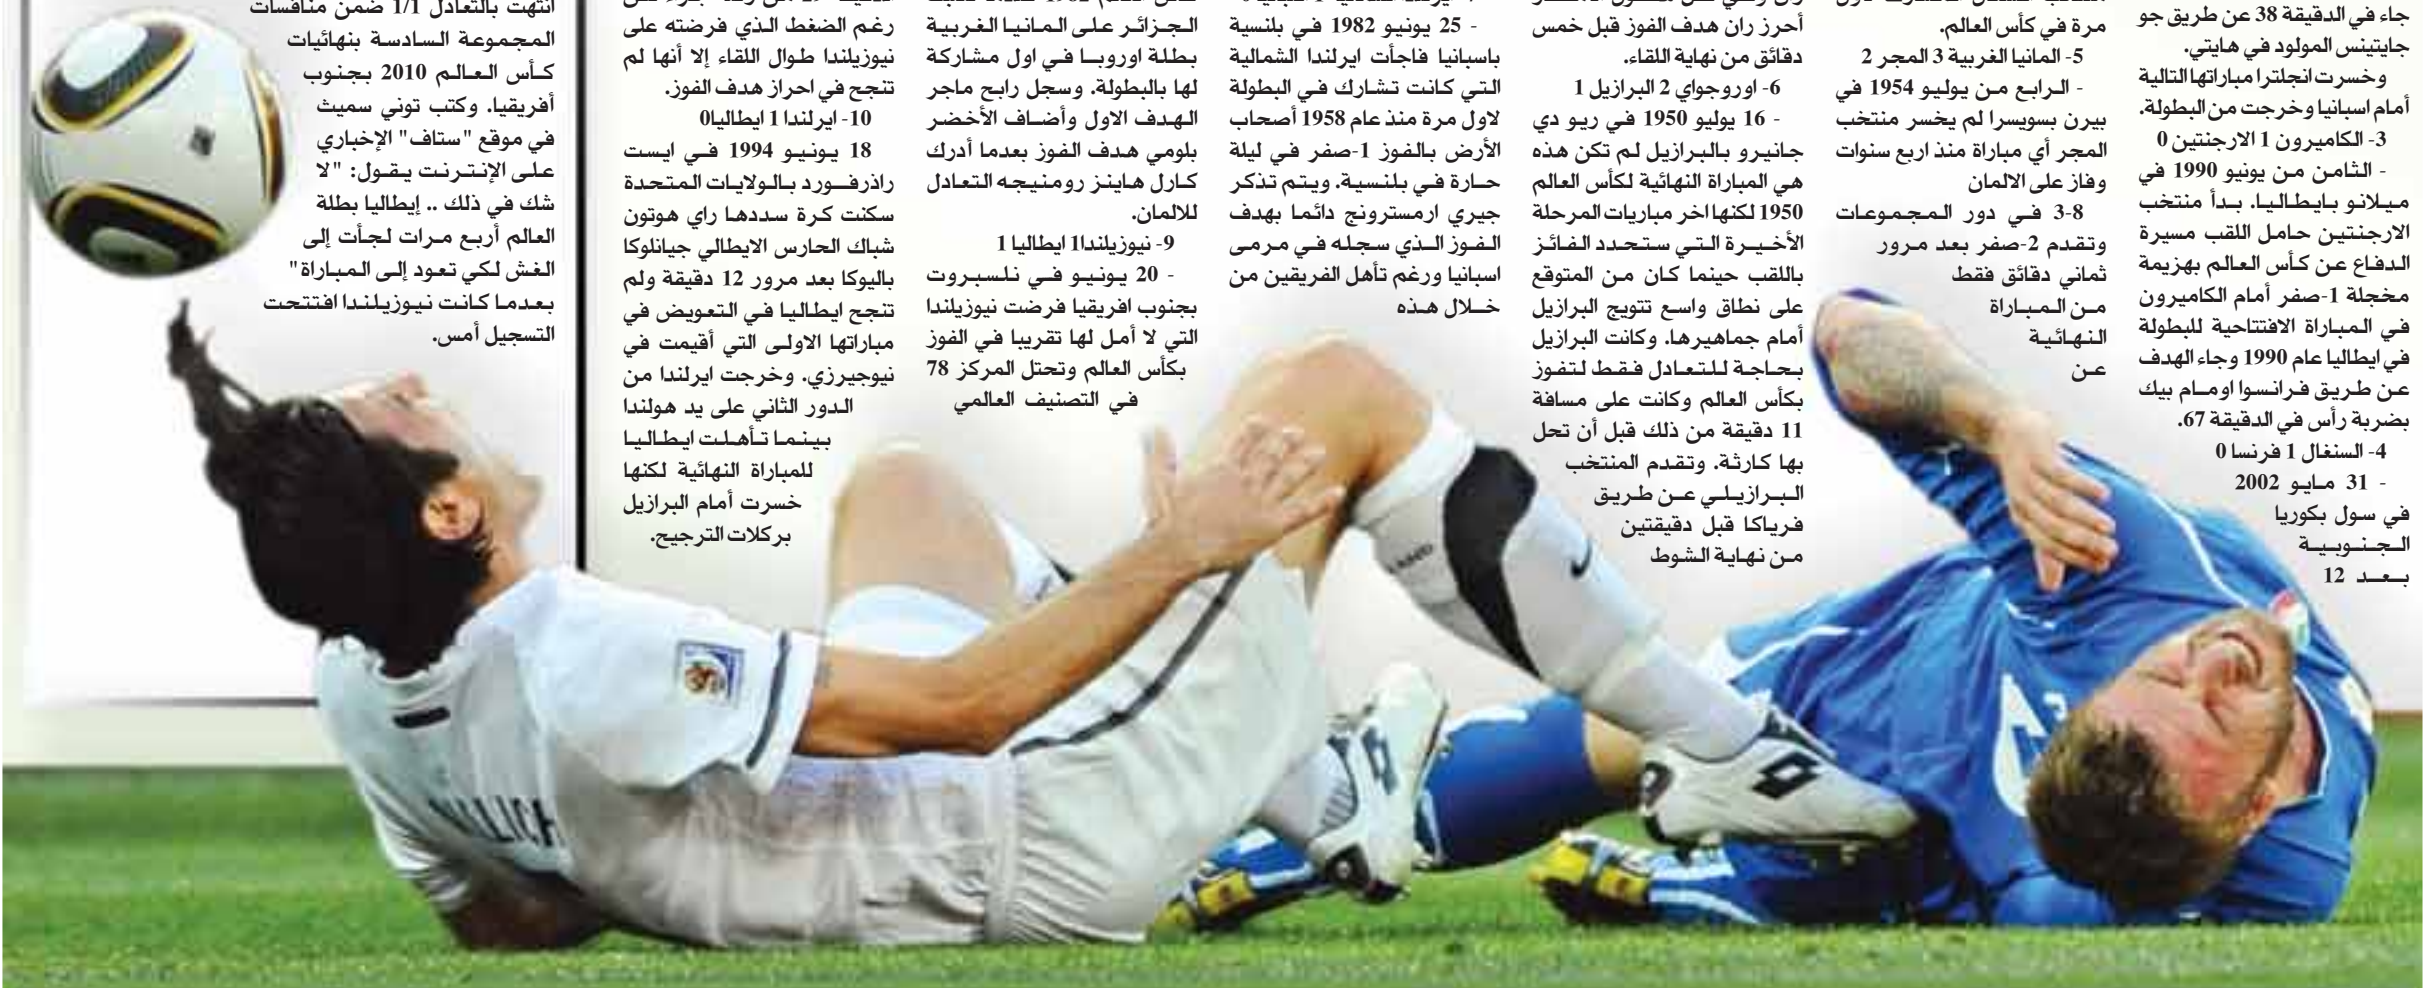 جاء في الدقيقة 38 عن طريق جو
جايتينس المولود في هايتي.
وخسرت انجلترا مباراتها التالية
أمام اسبانيا وخرجت من البطولة.
3- الكاميرون 1 الارجنتين 0
- الثامن من يونيو 1990 في
ميلانو بايطاليا. بدأ منتخب
الارجنتين حامل اللقب مسيرة
الدفاع عن كأس العالم بهزيمة
مخجلة 1-صفر أمام الكاميرون
في المباراة الافتتاحية للبطولة
في ايطاليا عام 1990 وجاء الهدف
عن طريق فرانسوا اومام بيك
بضربة رأس في الدقيقة 67.
4- السنغال 1 فرنسا 0
- 31 مايو 2002
في سول بكوريا
الجنوبية
بعد 12
مرة في كأس العالم.
5- المانيا الغربية 3 المجر 2
- الرابع من يوليو 1954 في
بيرن بسويسرا لم يخسر منتخب
المجر أي مباراة منذ اربع سنوات
وفاز على الالمان
3-8 في دور المجموعات
وتقدم 2-صفر بعد مرور
ثماني دقائق فقط
من المباراة
النهائية
عن
أحرز ران هدف الفوز قبل خمس
دقائق من نهاية اللقاء.
6- اوروجواي 2 البرازيل 1
- 16 يوليو 1950 في ريو دي
جانيرو بالبرازيل لم تكن هذه
هي المباراة النهائية لكأس العالم
1950 لكنها اخر مباريات المرحلة
الأخيرة التي ستحدد الفائز
باللقب حينما كان من المتوقع
على نطاق واسع تتويج البرازيل
أمام جماهيرها. وكانت البرازيل
بحاجة للتعادل فقط لتفوز
بكأس العالم وكانت على مسافة
11 دقيقة من ذلك قبل أن تحل
بها كارثة. وتقدم المنتخب
البرازيلي عن طريق
فرياكا قبل دقيقتين
من نهاية الشوط
- 25 يونيو 1982 في بلنسية
باسبانيا فاجأت ايرلندا الشمالية
التي كانت تشارك في البطولة
لاول مرة منذ عام 1958 أصحاب
الأرض بالفوز 1-صفر في ليلة
حارة في بلنسية. ويتم تذكر
جيري ارمسترونج دائما بهدف
الفوز الذي سجله في مرمى
اسبانيا ورغم تأهل الفريقين من
خلال هذه
الجزائر على المانيا الغربية
بطلة اوروبا في اول مشاركة
لها بالبطولة. وسجل رابح ماجر
الهدف الاول وأضاف الأخضر
بلومي هدف الفوز بعدما أدرك
كارل هاينز رومنيجه التعادل
للالمان.
9- نيوزيلندا1 ايطاليا 1
- 20 يونيو في نلسبروت
بجنوب افريقيا فرضت نيوزيلندا
التي لا أمل لها تقريبا في الفوز
بكأس العالم وتحتل المركز 78
في التصنيف العالمي
رغم الضغط الذي فرضته على
نيوزيلندا طوال اللقاء إلا أنها لم
تنجح في احراز هدف الفوز.
10- ايرلندا 1 ايطاليا0
18 يونيو 1994 في ايست
راذرفورد بالولايات المتحدة
سكنت كرة سددها راي هوتون
شباك الحارس الايطالي جيانلوكا
باليوكا بعد مرور 12 دقيقة ولم
تنجح ايطاليا في التعويض في
مباراتها الاولى التي أقيمت في
نيوجيرزي. وخرجت ايرلندا من
الدور الثاني على يد هولندا
بينما تأهلت ايطاليا
للمباراة النهائية لكنها
خسرت أمام البرازيل
بركلات الترجيح.
انتهت بالتعادل 1/1 ضمن منافسات
المجموعة السادسة بنهائيات
كأس العالم 2010 بجنوب
أفريقيا. وكتب توني سميث
في موقع "ستاف" الإخباري
على الإنترنت يقول: "لا
شك في ذلك .. إيطاليا بطلة
العالم أربع مرات لجأت إلى
الغش لكي تعود إلى المباراة"
بعدما كانت نيوزيلندا افتتحت
التسجيل أمس.